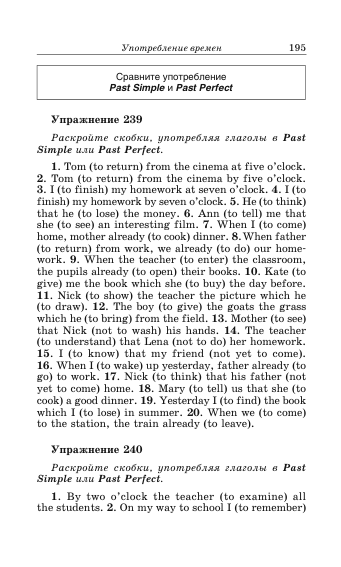 Употребление времен 195
Сравните употребление
Past Simple и Past Perfect
Упражнение 239
Раскройте скобки, употребляя глаголы в Past
Simple или Past Perfect.
1. Tom (to return) from the cinema at five o'clock.
2. Tom (to return) from the cinema by five o'clock.
3. I (to finish) my homework at seven o'clock. 4. I (to
finish) my homework by seven o'clock. 5. He (to think)
that he (to lose) the money. 6. Ann (to tell) me that
she (to see) an interesting film. 7. When I (to come)
home, mother already (to cook) dinner. 8. When father
(to return) from work, we already (to do) our home-
work. 9. When the teacher (to enter) the classroom,
the pupils already (to open) their books. 10. Kate (to
give) me the book which she (to buy) the day before.
11. Nick (to show) the teacher the picture which he
(to draw). 12. The boy (to give) the goats the grass
which he (to bring) from the field. 13. Mother (to see)
that Nick (not to wash) his hands. 14. The teacher
(to understand) that Lena (not to do) her homework.
15. I (to know) that my friend (not yet to come).
16. When I (to wake) up yesterday, father already (to
go) to work. 17. Nick (to think) that his father (not
yet to come) home. 18. Mary (to tell) us that she (to
cook) a good dinner. 19. Yesterday I (to find) the book
which I (to lose) in summer. 20. When we (to come)
to the station, the train already (to leave).
Упражнение 240
Раскройте скобки, употребляя глаголы в Past
Simple или Past Perfect.
1. By two o'clock the teacher (to examine) all
the students. 2. On my way to school I (to remember)